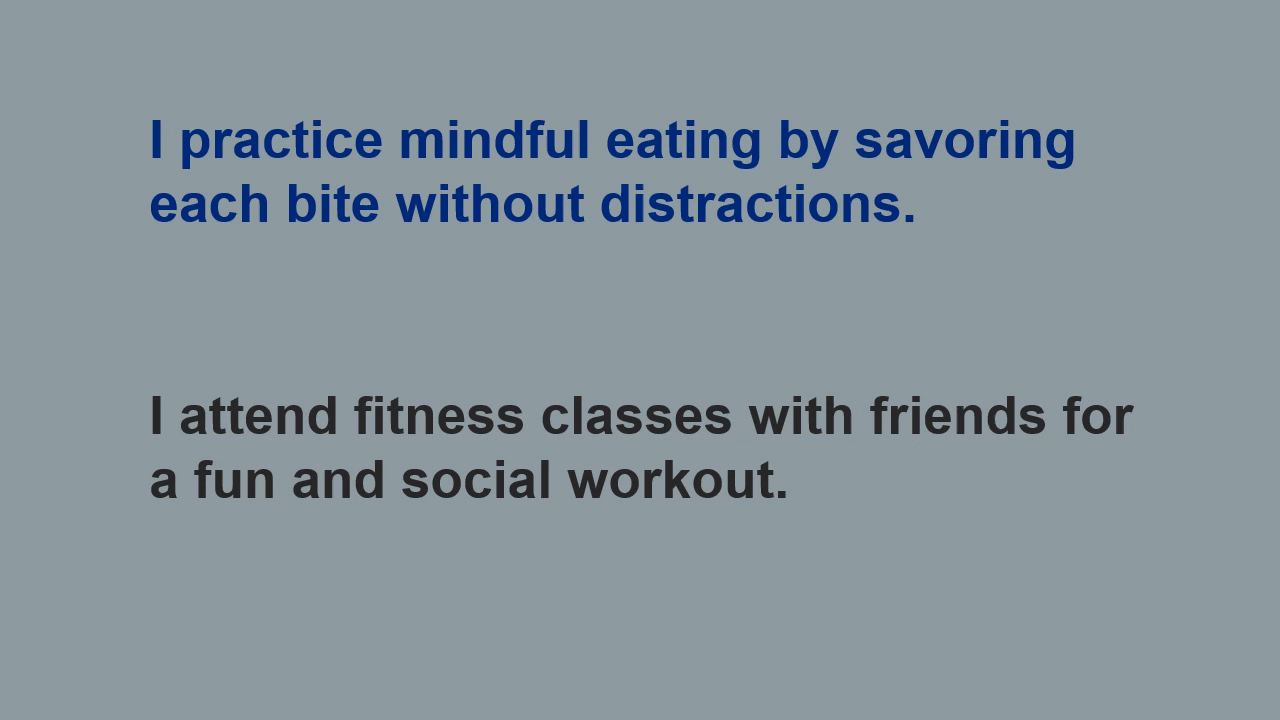 I practice mindful eating by savoring
each bite without distractions.
I attend fitness classes with friends for
a fun and social workout.